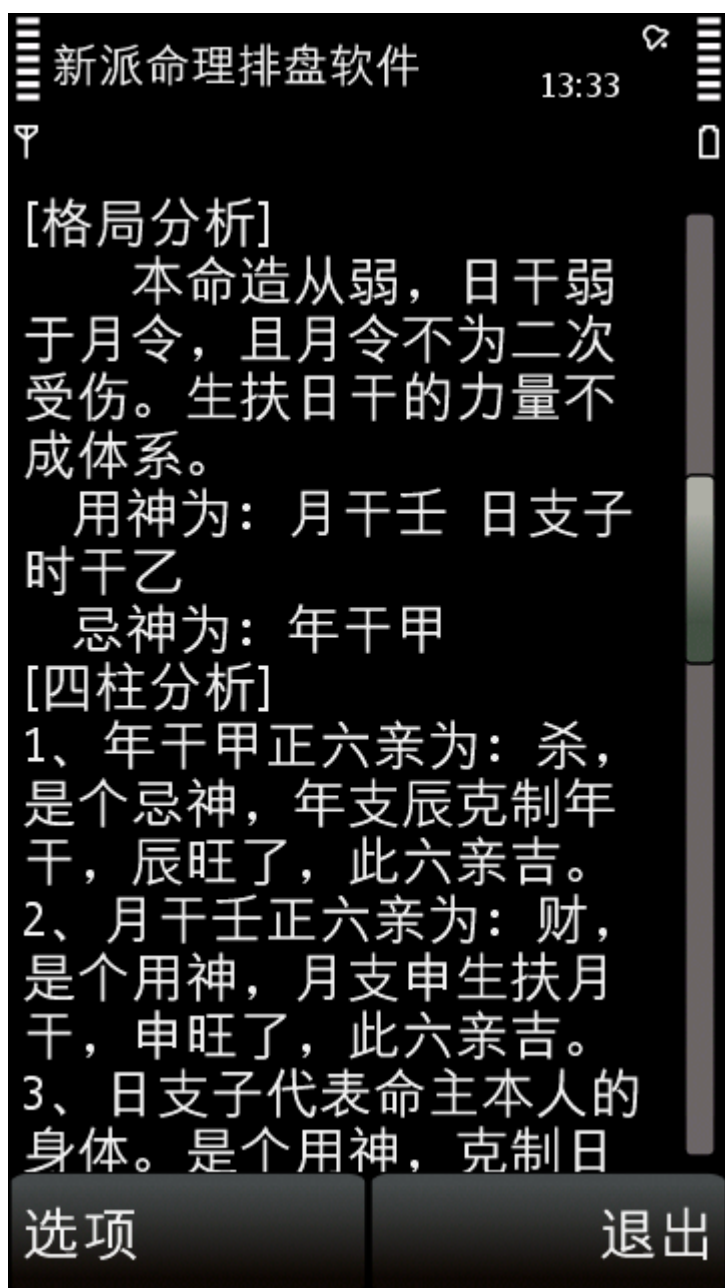 新派命理排盘软件
13:33
[格局分析]
本命造从弱，日干弱
于月令，且月令不为二次
受伤。生扶日干的力量不
成体系。
用神为：月干壬 日支子
时干乙
忌神为：年干甲
[四柱分析]
1、年干甲正六亲为：杀，
是个忌神，年支辰克制年
干，辰旺了，此六亲吉。
2、月干壬正六亲为：财，
是个用神，月支申生扶月
干，申旺了，此六亲吉。
3、日支子代表命主本人的
身体。是个用神，克制日
选项
退出